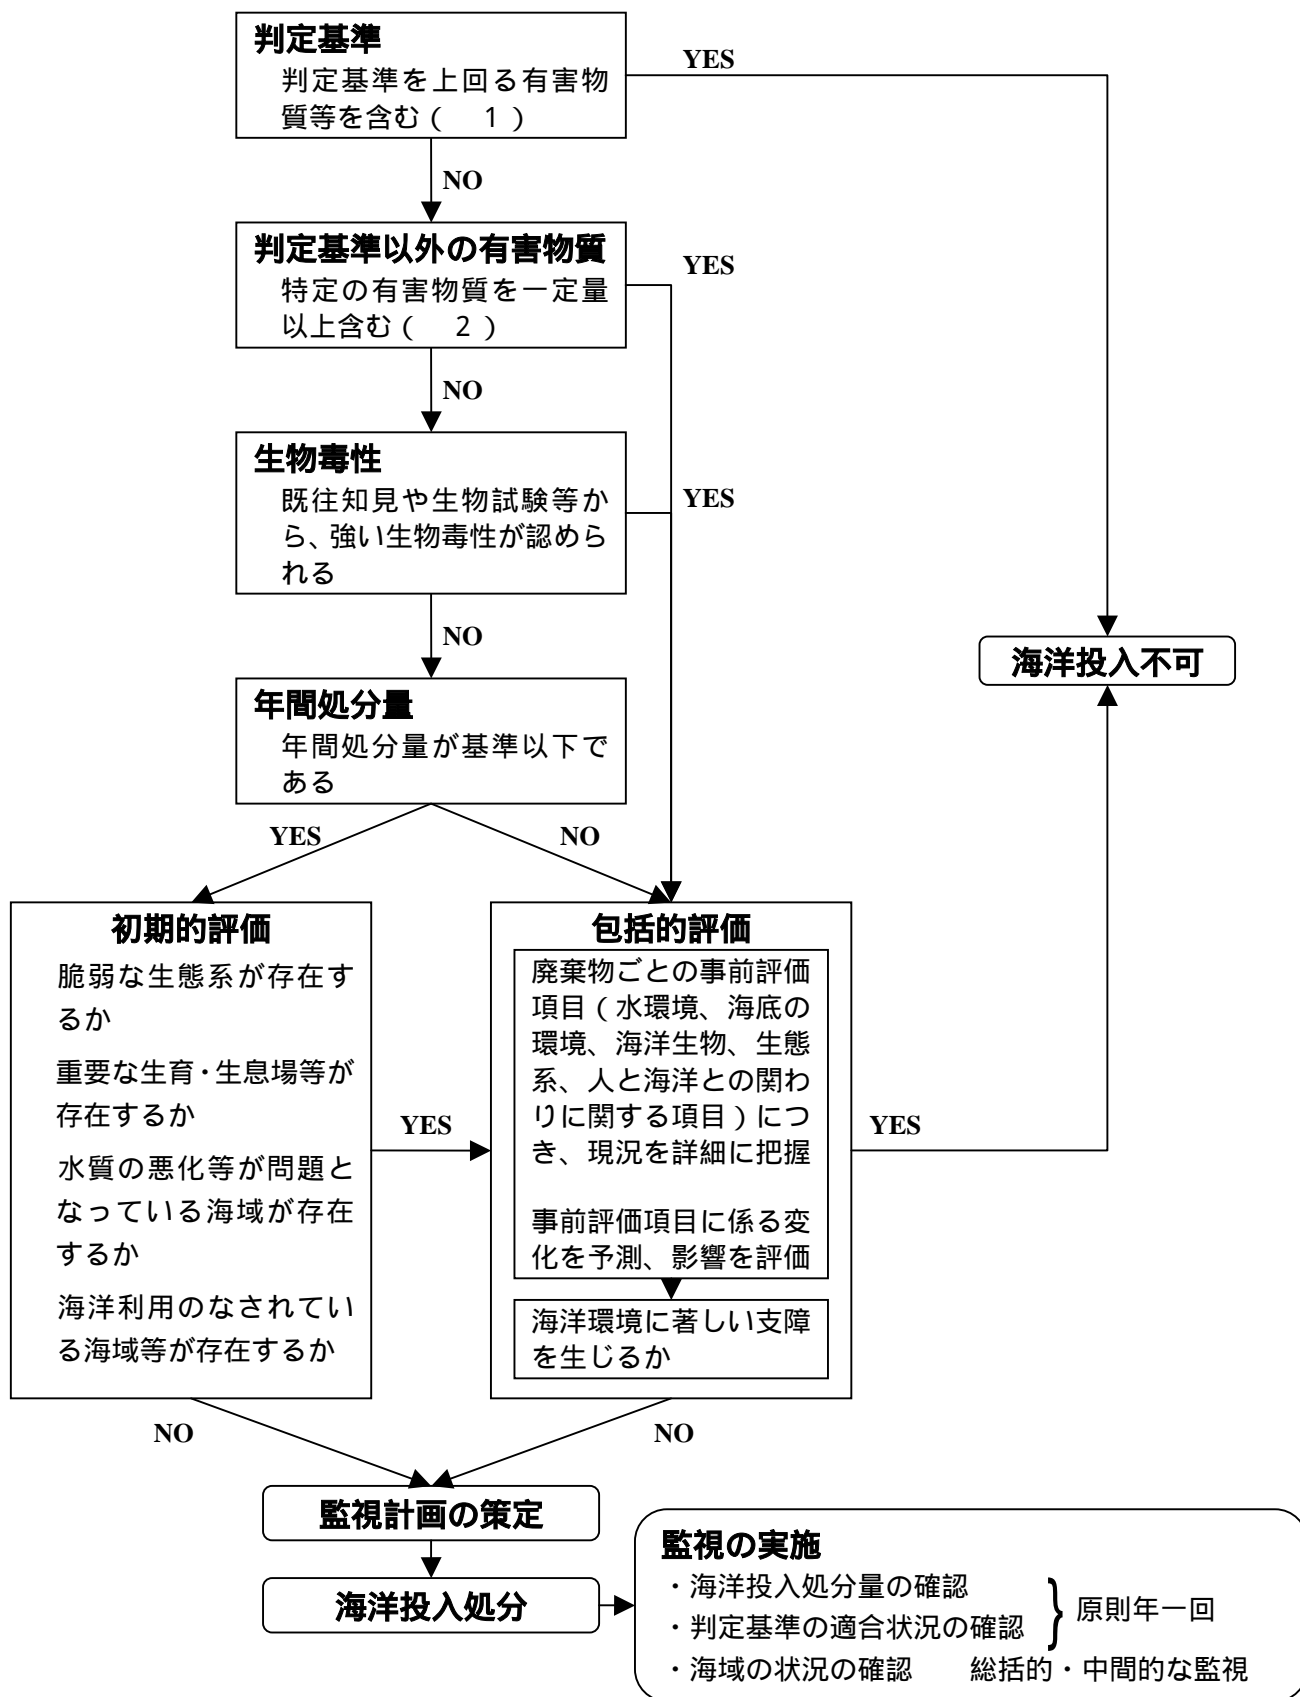 判定基準
判定基準を上回る有害物
質等を含む（　1）
YES
NO
判定基準以外の有害物質
特定の有害物質を一定量
以上含む（　2）
YES
NO
生物毒性
既往知見や生物試験等か
ら、強い生物毒性が認めら
れる
YES
NO
海洋投入不可
年間処分量
年間処分量が基準以下で
ある
YES
NO
初期的評価
脆弱な生態系が存在す
るか
重要な生育・生息場等が
存在するか
水質の悪化等が問題と
なっている海域が存在
するか
海洋利用のなされてい
る海域等が存在するか
YES
包括的評価
廃棄物ごとの事前評価
項目（水環境、海底の
環境、海洋生物、生態
系、人と海洋との関わ
りに関する項目）につ
き、現況を詳細に把握
事前評価項目に係る変
化を予測、影響を評価
海洋環境に著しい支障
を生じるか
YES
NO
NO
監視計画の策定
海洋投入処分
監視の実施
・海洋投入処分量の確認
・判定基準の適合状況の確認
原則年一回
・海域の状況の確認　総括的・中間的な監視